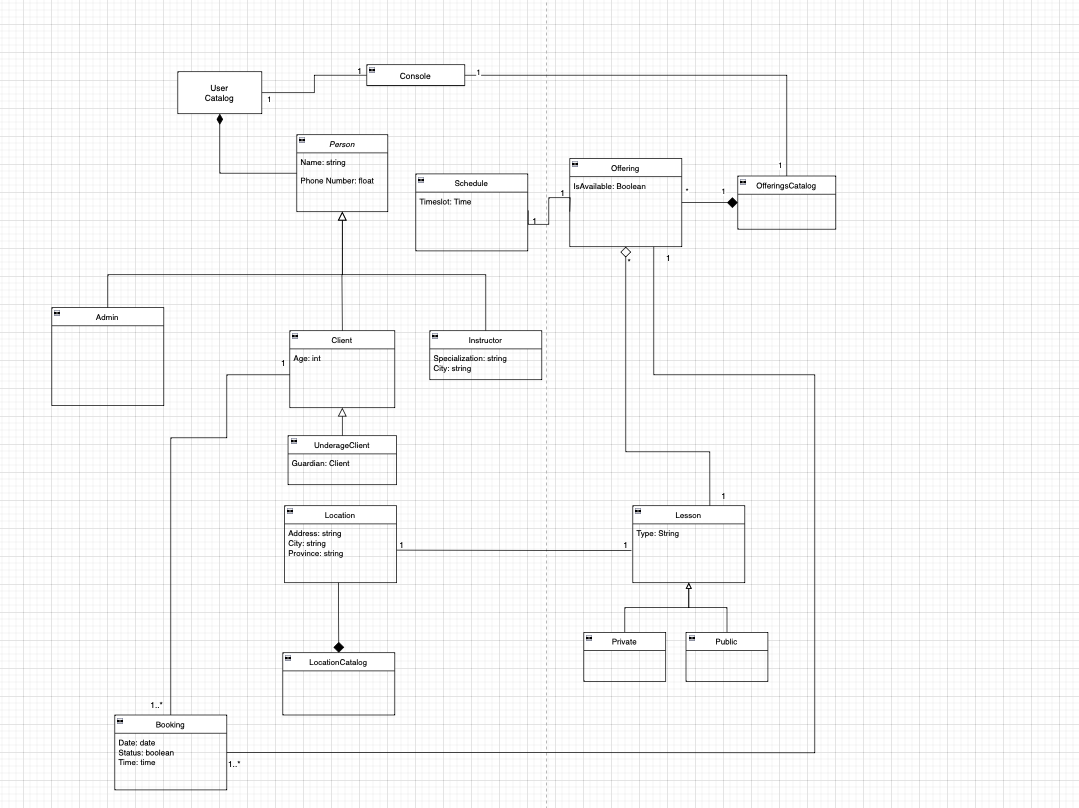 1
Console
1
User
Catalog
1
Person
Name: string
Phone Number: float
Schedule
Timeslot: Time
1
1
Offering
IsAvailable: Boolean
*
1
1
OfferingsCatalog
*
1
Admin
Client
Age: int
1
Instructor
Specialization: string
City: string
UnderageClient
Guardian: Client
Location
Address: string
City: string
Province: string
1
1
1
Lesson
Type: String
Private
Public
LocationCatalog
1..*
Booking
Date: date
Status: boolean
Time: time
1..*